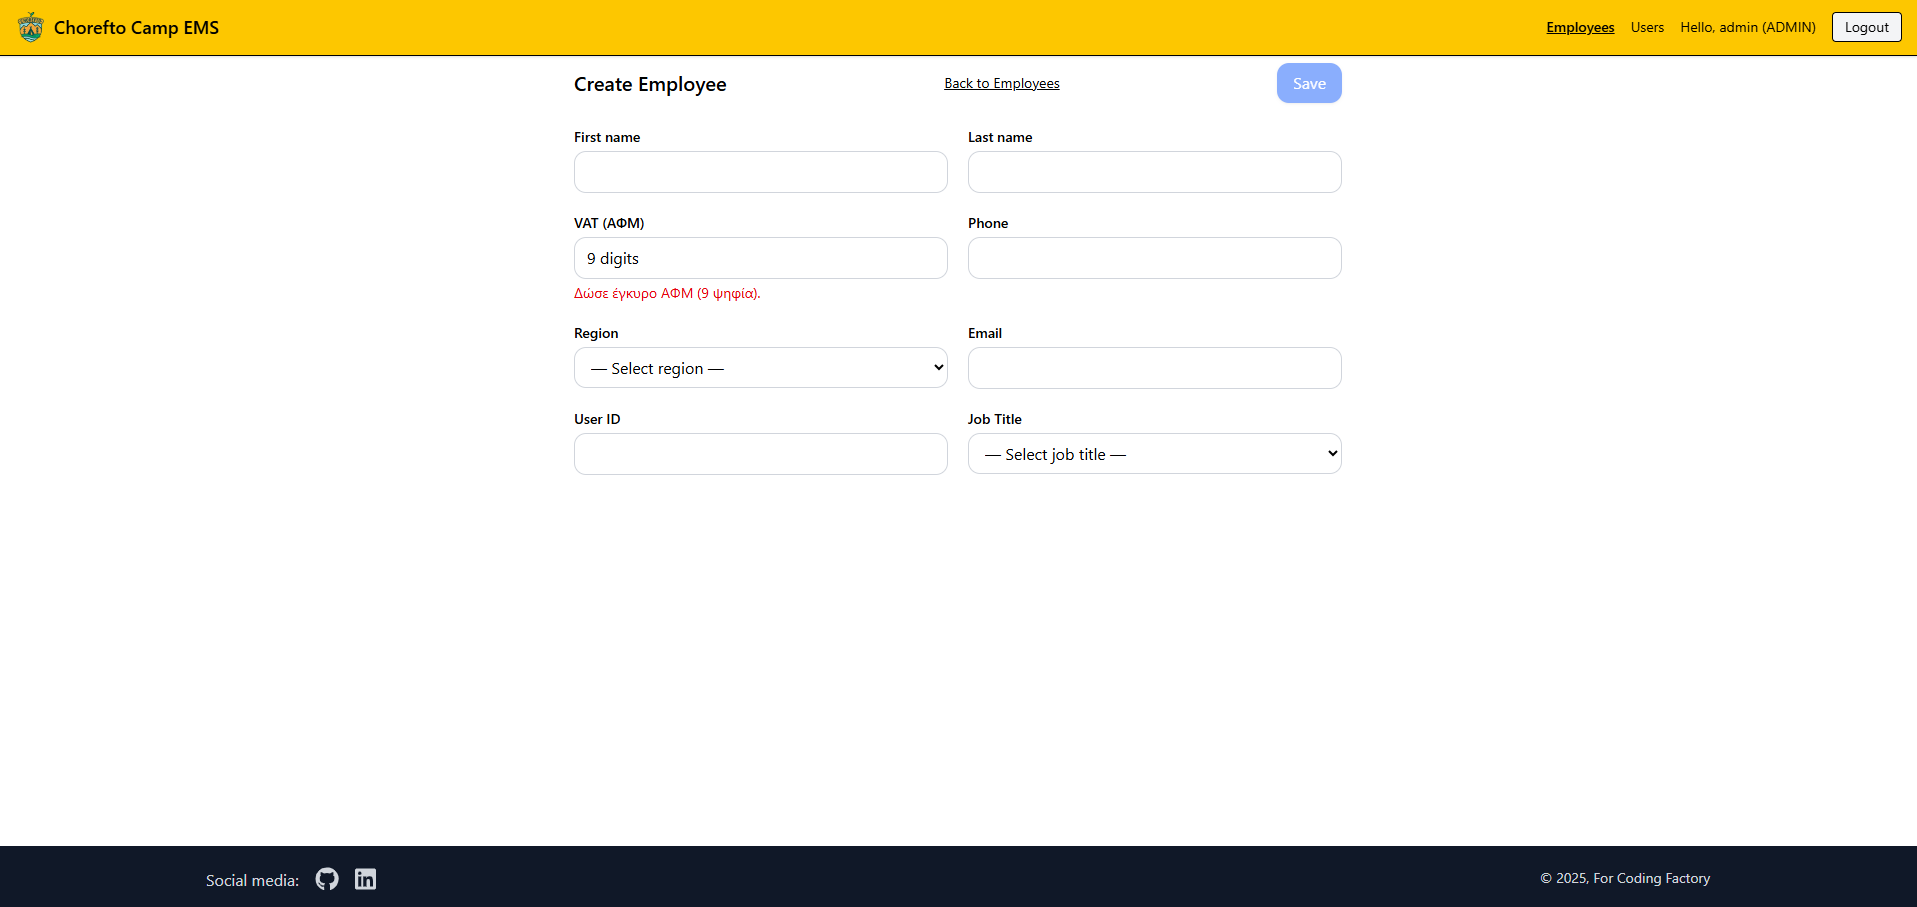 Chorefto Camp EMS
Employees Users Hello, admin (ADMIN) Logout
Create Employee Back to Employees Save
First name Last name
VAT (ΑΦΜ) Phone
9 digits
Δώσε έγκυρο ΑΦΜ (9 ψηφία).
Region Email
— Select region —
User ID Job Title
— Select job title —
Social media: © 2025, For Coding Factory